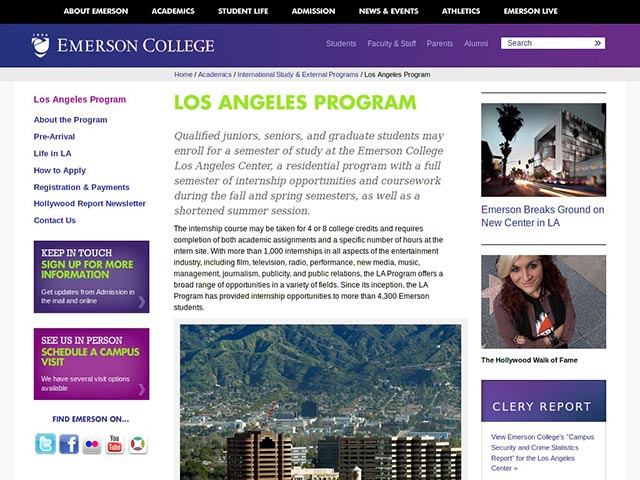 ABOUT EMERSON ACADEMICS STUDENT LIFE ADMISSION NEWS & EVENTS ATHLETICS EMERSON LIVE
EMERSON COLLEGE
Students Faculty & Staff Parents Alumni Search »
Home / Academics / International Study & External Programs / Los Angeles Program
Los Angeles Program
About the Program
Pre-Arrival
Life in LA
How to Apply
Registration & Payments
Hollywood Report Newsletter
Contact Us
KEEP IN TOUCH
SIGN UP FOR MORE
INFORMATION
Get updates from Admission in
the mail and online
SEE US IN PERSON
SCHEDULE A CAMPUS
VISIT
We have several visit options
available
FIND EMERSON ON...
You
Tube
LOS ANGELES PROGRAM
Qualified juniors, seniors, and graduate students may
enroll for a semester of study at the Emerson College
Los Angeles Center, a residential program with a full
semester of internship opportunities and coursework
during the fall and spring semesters, as well as a
shortened summer session.
The internship course may be taken for 4 or 8 college credits and requires
completion of both academic assignments and a specific number of hours at the
intern site. With more than 1,000 internships in all aspects of the entertainment
industry, including film, television, radio, performance, new media, music,
management, journalism, publicity, and public relations, the LA Program offers a
broad range of opportunities in a variety of fields. Since its inception, the LA
Program has provided internship opportunities to more than 4,300 Emerson
students.
Emerson Breaks Ground on
New Center in LA
The Hollywood Walk of Fame
CLERY REPORT
View Emerson College's "Campus
Security and Crime Statistics
Report" for the Los Angeles
Center »